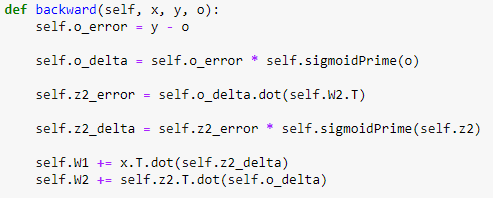 def backward(self, x, y, o):
    self.o_error = y - o
    self.o_delta = self.o_error * self.sigmoidPrime(o)
    self.z2_error = self.o_delta.dot(self.W2.T)
    self.z2_delta = self.z2_error * self.sigmoidPrime(self.z2)
    self.W1 += x.T.dot(self.z2_delta)
    self.W2 += self.z2.T.dot(self.o_delta)